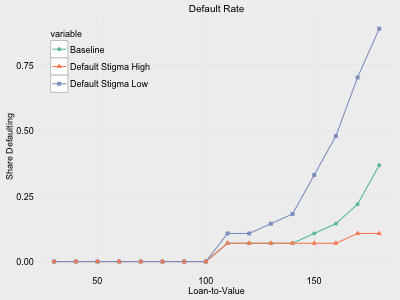 Default Rate
variable
Baseline
Default Stigma High
Default Stigma Low
Share Defaulting
0.75
0.50
0.25
0.00
50
100
150
Loan-to-Value